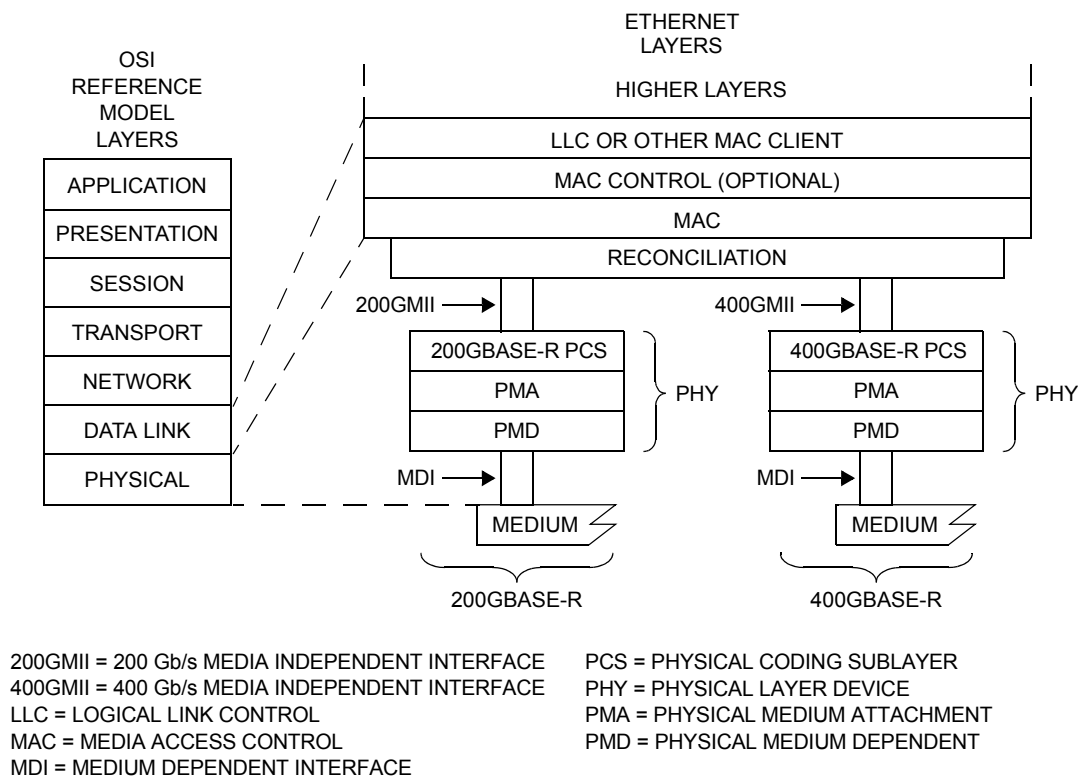 ETHERNET
LAYERS
OSI
REFERENCE
MODEL
LAYERS
HIGHER LAYERS
LLC OR OTHER MAC CLIENT
APPLICATION
MAC CONTROL (OPTIONAL)
PRESENTATION
MAC
RECONCILIATION
SESSION
200GMII
400GMII
TRANSPORT
200GBASE-R PCS
400GBASE-R PCS
NETWORK
PMA
PHY
PMA
PHY
DATA LINK
PMD
PMD
PHYSICAL
MDI
MDI
MEDIUM
MEDIUM
200GBASE-R
400GBASE-R
200GMII = 200 Gb/s MEDIA INDEPENDENT INTERFACE
400GMII = 400 Gb/s MEDIA INDEPENDENT INTERFACE
LLC = LOGICAL LINK CONTROL
MAC = MEDIA ACCESS CONTROL
MDI = MEDIUM DEPENDENT INTERFACE
PCS = PHYSICAL CODING SUBLAYER
PHY = PHYSICAL LAYER DEVICE
PMA = PHYSICAL MEDIUM ATTACHMENT
PMD = PHYSICAL MEDIUM DEPENDENT